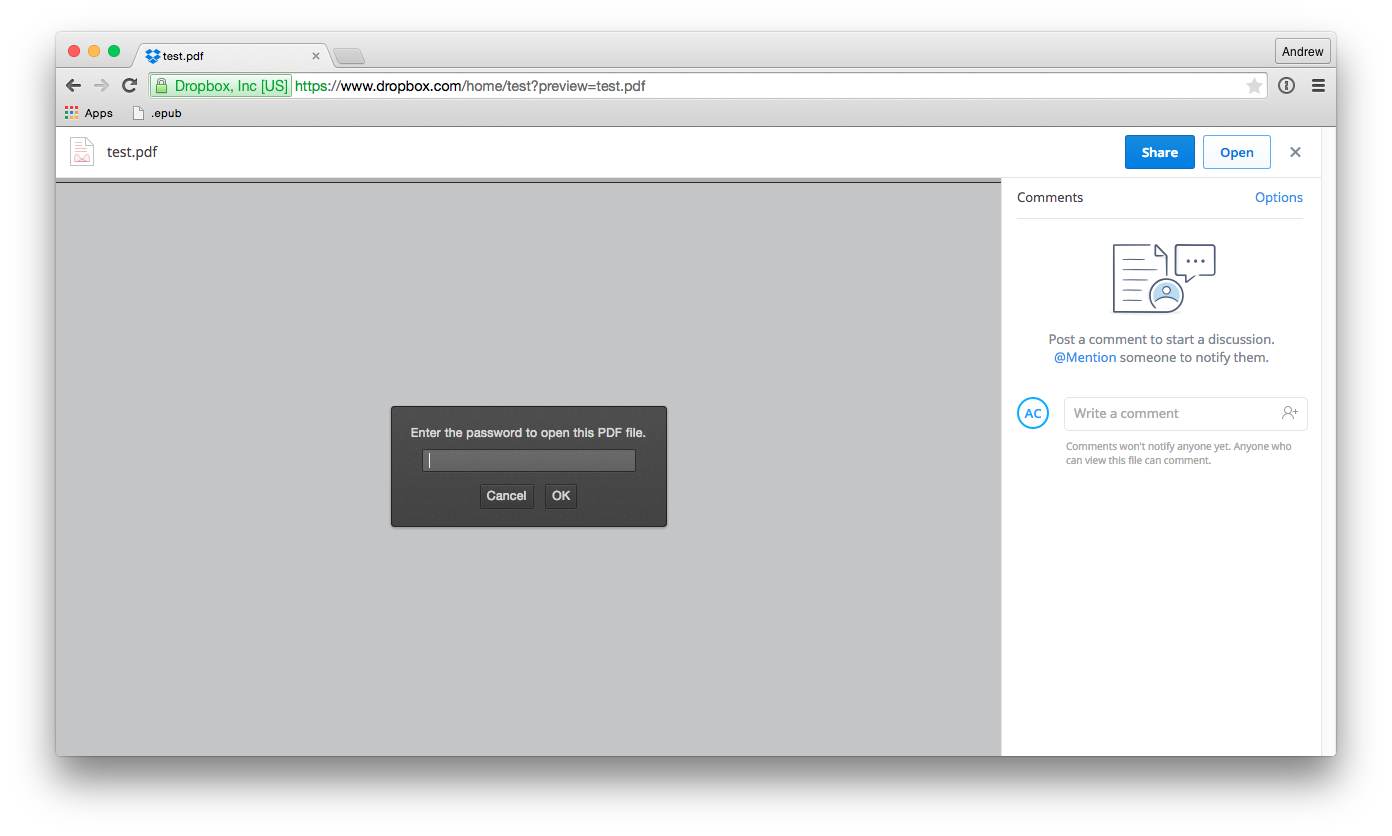 test.pdf
Andrew
Dropbox, Inc [US] https://www.dropbox.com/home/test?preview=test.pdf
Apps .epub
test.pdf
Share Open
Comments Options
Post a comment to start a discussion.
@Mention someone to notify them.
AC Write a comment
Comments won't notify anyone yet. Anyone who
can view this file can comment.
Enter the password to open this PDF file.
Cancel OK